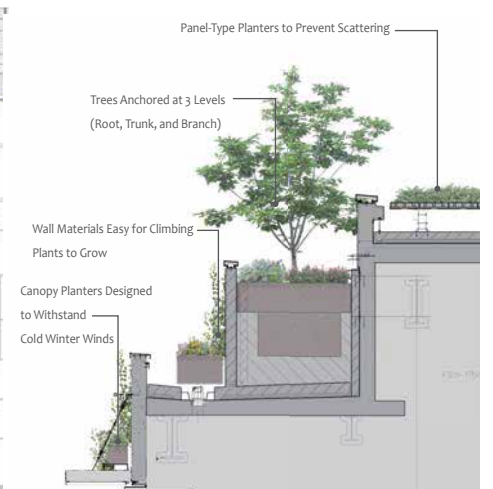 Panel-Type Planters to Prevent Scattering
Trees Anchored at 3 Levels
(Root, Trunk, and Branch)
Wall Materials Easy for Climbing
Plants to Grow
Canopy Planters Designed
to Withstand
Cold Winter Winds